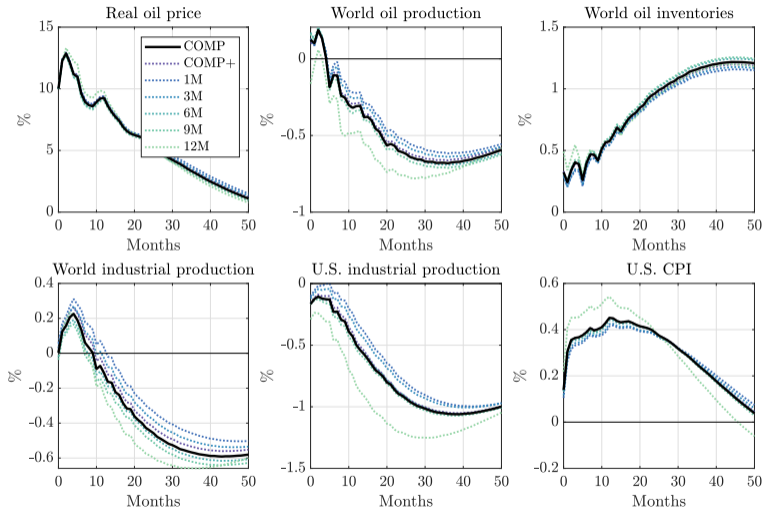 Real oil price
World oil production
World oil inventories
15
10
5
0
%
0 10 20 30 40 50
Months
COMP
COMP+
1M
3M
6M
9M
12M
0
-0.5
-1
%
0 10 20 30 40 50
Months
1.5
1
0.5
0
%
0 10 20 30 40 50
Months
World industrial production
U.S. industrial production
U.S. CPI
0.4
0.2
0
-0.2
-0.4
-0.6
%
0 10 20 30 40 50
Months
0
-0.5
-1
-1.5
%
0 10 20 30 40 50
Months
0.6
0.4
0.2
0
-0.2
%
0 10 20 30 40 50
Months